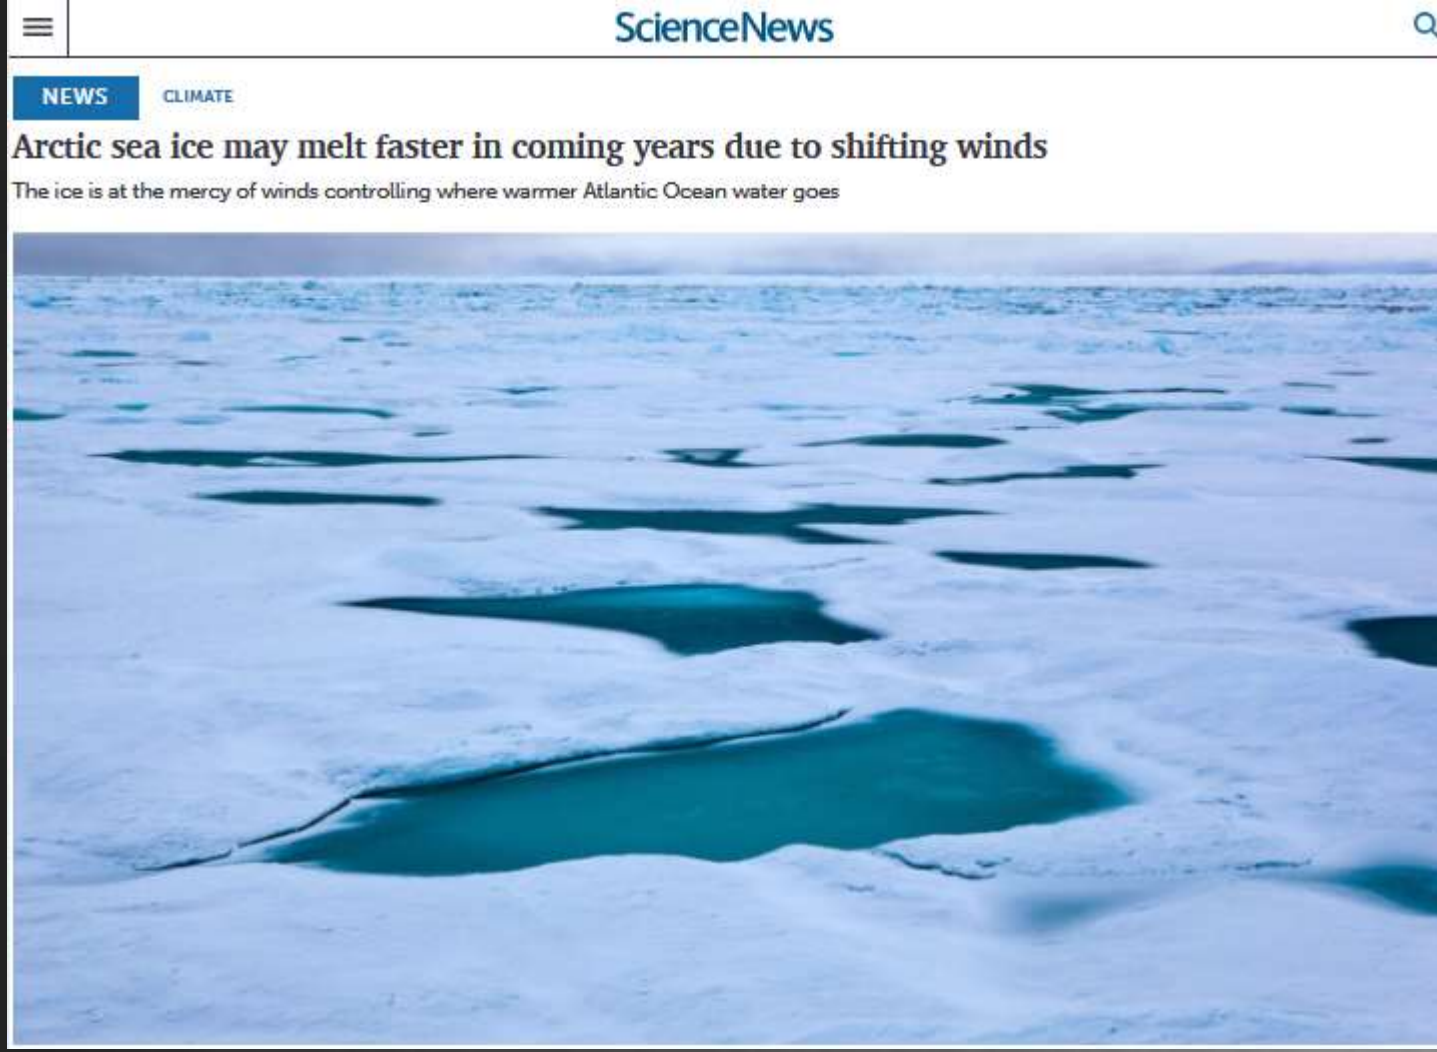 ScienceNews
NEWS CLIMATE
Arctic sea ice may melt faster in coming years due to shifting winds
The ice is at the mercy of winds controlling where warmer Atlantic Ocean water goes